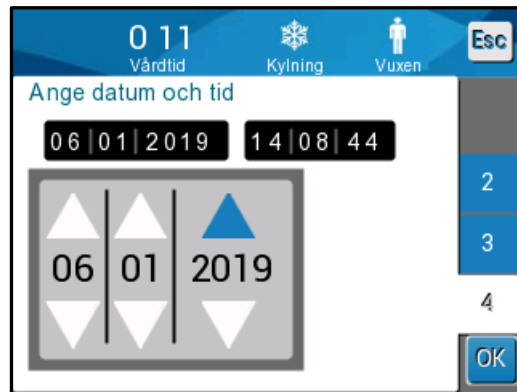 0 11
Vårdtid
Kylning
Vuxen
Esc
Ange datum och tid
06|01|2019 14|08|44
06 01 2019
2
3
4
OK